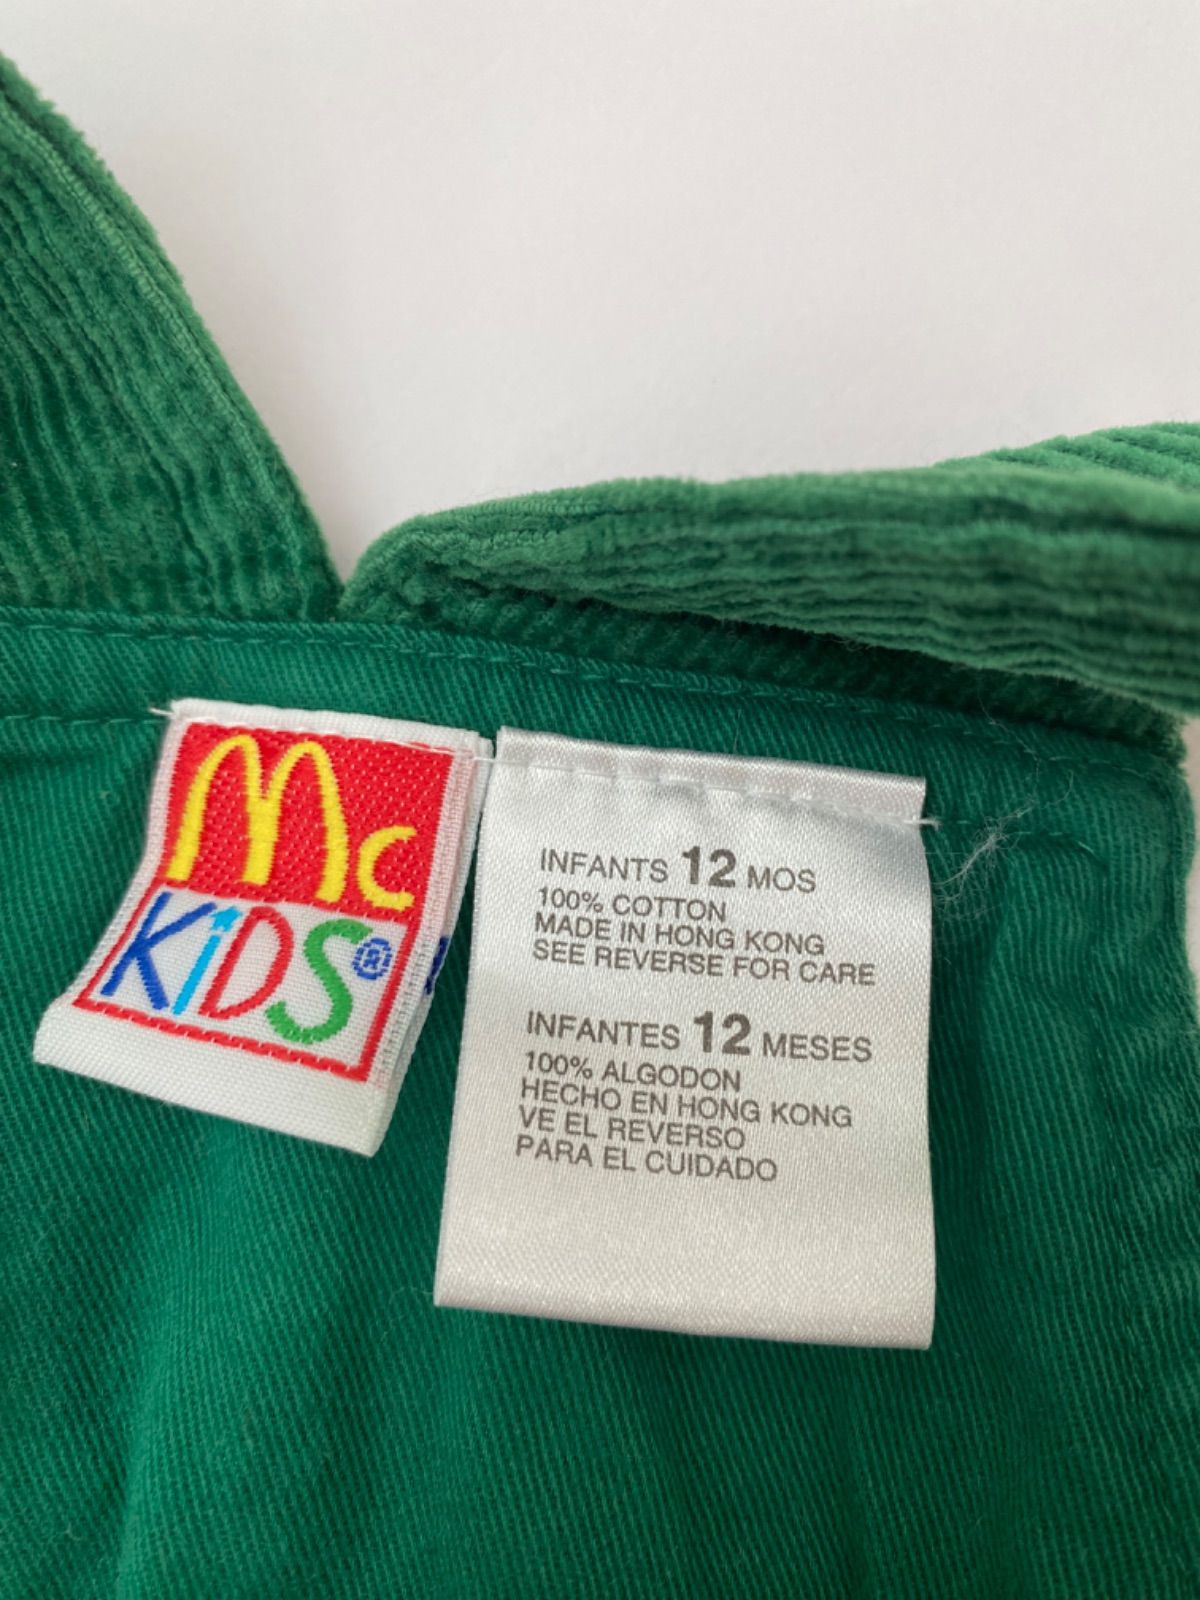 Mc
KiDS®
INFANTS 12 MOS
100% COTTON
MADE IN HONG KONG
SEE REVERSE FOR CARE
INFANTES 12 MESES
100% ALGODON
HECHO EN HONG KONG
VE EL REVERSO
PARA EL CUIDADO